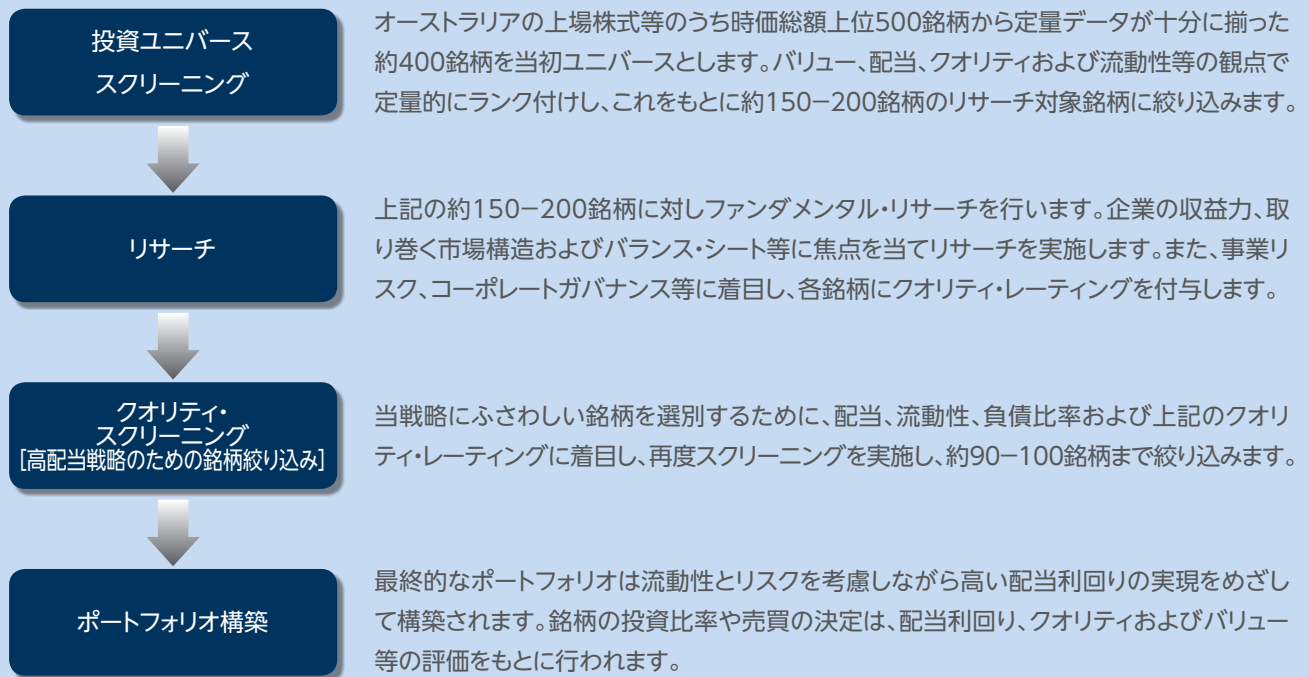 投資ユニバース
スクリーニング
オーストラリアの上場株式等のうち時価総額上位500銘柄から定量データが十分に揃った
約400銘柄を当初ユニバースとします。バリュー、配当、クオリティおよび流動性等の観点で
定量的にランク付けし、これをもとに約150−200銘柄のリサーチ対象銘柄に絞り込みます。
リサーチ
上記の約150−200銘柄に対しファンダメンタル・リサーチを行います。企業の収益力、取
り巻く市場構造およびバランス・シート等に焦点を当てリサーチを実施します。また、事業リ
スク、コーポレートガバナンス等に着目し、各銘柄にクオリティ・レーティングを付与します。
クオリティ・
スクリーニング
[高配当戦略のための銘柄絞り込み]
当戦略にふさわしい銘柄を選別するために、配当、流動性、負債比率および上記のクオリ
ティ・レーティングに着目し、再度スクリーニングを実施し、約90−100銘柄まで絞り込みます。
ポートフォリオ構築
最終的なポートフォリオは流動性とリスクを考慮しながら高い配当利回りの実現をめざし
て構築されます。銘柄の投資比率や売買の決定は、配当利回り、クオリティおよびバリュー
等の評価をもとに行われます。